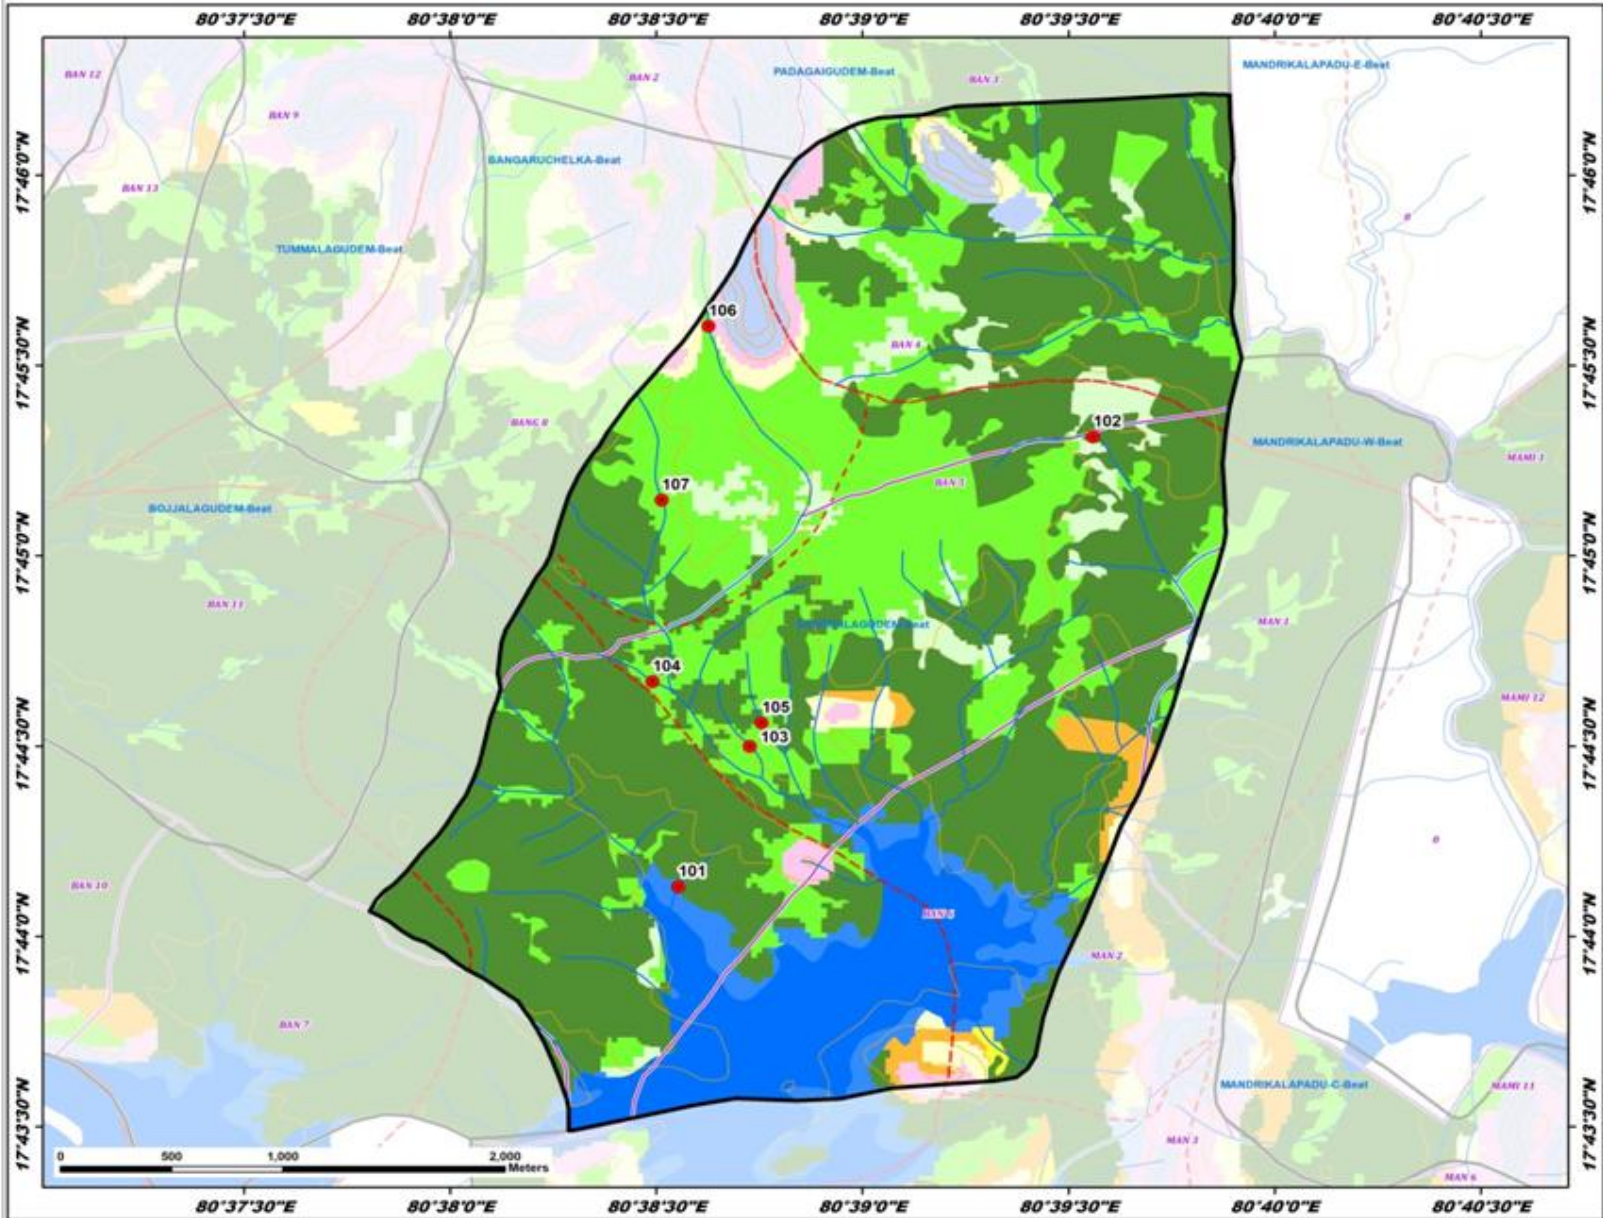 80°37'30"E 80°38'0"E 80°38'30"E 80°39'0"E 80°39'30"E 80°40'0"E 80°40'30"E
MANDRIKALAPADU-E-Beat
PADAGAIGUDEM-Beat
BAN 12
BAN 2
BAN 3
BAN 9
17°46'0"N
17°46'0"N
BANGARUCHELKA-Beat
BAN 13
B
TUMMALAGUDEM-Beat
106
BAN 4
17°45'30"N
17°45'30"N
BANG 8
102
MANDRIKALAPADU-W-Beat
MAMI 3
107
BAN 5
BOJJALAGUDEM-Beat
17°45'0"N
17°45'0"N
BAN 11
MAN 1
104
MAMI 12
105
103
17°44'30"N
17°44'30"N
B
101
BAN 10
BAN 6
17°44'0"N
17°44'0"N
MAN 2
BAN 7
MANDRIKALAPADU-C-Beat
MAMI 11
17°43'30"N
17°43'30"N
MAN 3
0 500 1,000 2,000
Meters
MAN 6
80°37'30"E 80°38'0"E 80°38'30"E 80°39'0"E 80°39'30"E 80°40'0"E 80°40'30"E